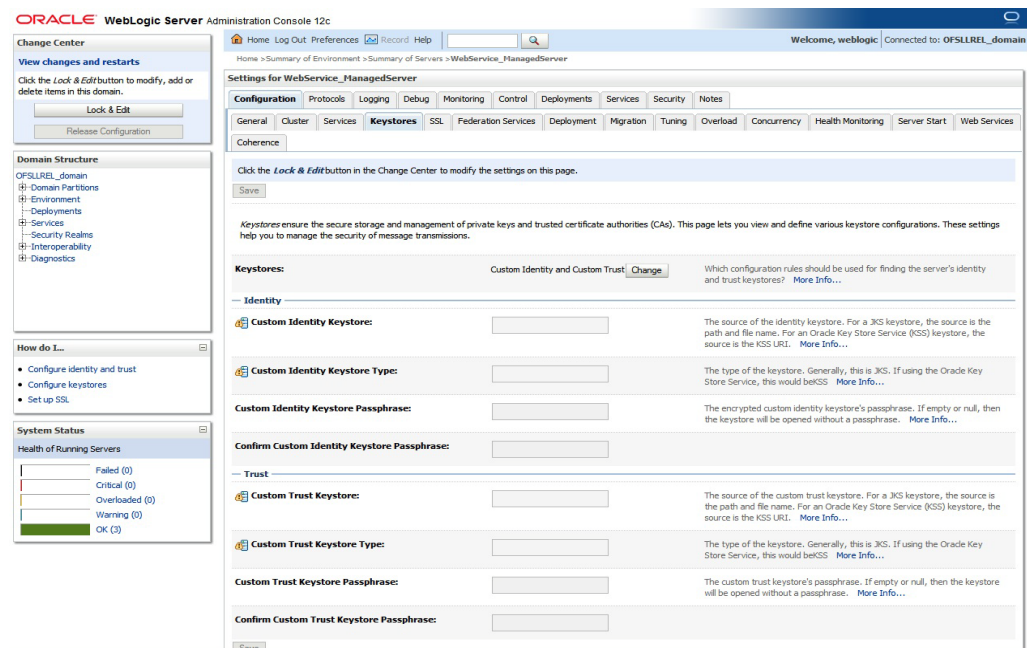 ORACLE WebLogic Server Administration Console 12c
Change Center
View changes and restarts
Click the Lock & Edit button to modify, add or
delete items in this domain.
Lock & Edit
Release Configuration
Domain Structure
OFSLLREL_domain
Domain Partitions
Environment
Deployments
Services
Security Realms
Interoperability
Diagnostics
How do I...
Configure identity and trust
Configure keystores
Set up SSL
System Status
Health of Running Servers
Failed (0)
Critical (0)
Overloaded (0)
Warning (0)
OK (3)
Home Log Out Preferences Record Help
Welcome, weblogic Connected to: OFSLLREL_domain
Home >Summary of Environment >Summary of Servers >WebService_ManagedServer
Settings for WebService_ManagedServer
Configuration Protocols Logging Debug Monitoring Control Deployments Services Security Notes
General Cluster Services Keystores SSL Federation Services Deployment Migration Tuning Overload Concurrency Health Monitoring Server Start Web Services
Coherence
Click the Lock & Edit button in the Change Center to modify the settings on this page.
Save
Keystores ensure the secure storage and management of private keys and trusted certificate authorities (CAs). This page lets you view and define various keystore configurations. These settings
help you to manage the security of message transmissions.
Keystores: Custom Identity and Custom Trust Change Which configuration rules should be used for finding the server's identity
and trust keystores? More Info...
Identity
Custom Identity Keystore: The source of the identity keystore. For a JKS keystore, the source is the
path and file name. For an Oracle Key Store Service (KSS) keystore, the
source is the KSS URI. More Info...
Custom Identity Keystore Type: The type of the keystore. Generally, this is JKS. If using the Oracle Key
Store Service, this would beKSS More Info...
Custom Identity Keystore Passphrase: The encrypted custom identity keystore's passphrase. If empty or null, then
the keystore will be opened without a passphrase. More Info...
Confirm Custom Identity Keystore Passphrase:
Trust
Custom Trust Keystore: The source of the custom trust keystore. For a JKS keystore, the source is
the path and file name. For an Oracle Key Store Service (KSS) keystore, the
source is the KSS URI. More Info...
Custom Trust Keystore Type: The type of the keystore. Generally, this is JKS. If using the Oracle Key
Store Service, this would beKSS More Info...
Custom Trust Keystore Passphrase: The custom trust keystore's passphrase. If empty or null, then the keystore
will be opened without a passphrase. More Info...
Confirm Custom Trust Keystore Passphrase:
Save